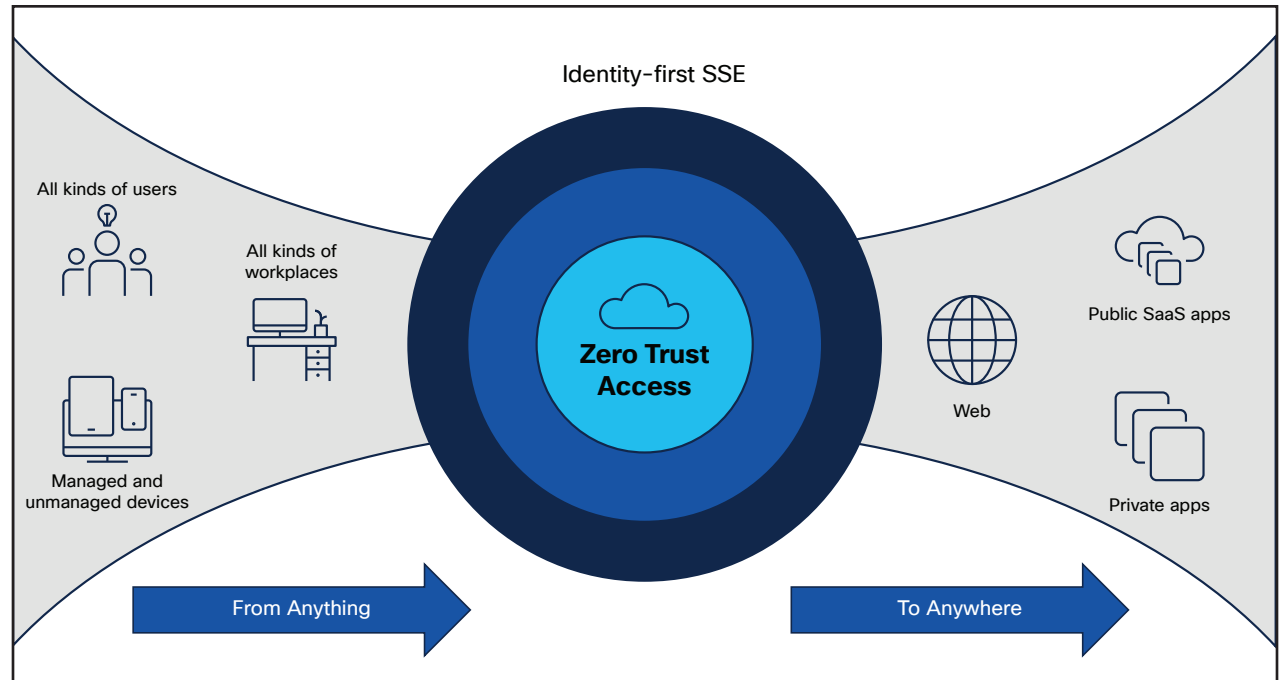 Identity-first SSE
All kinds of users
All kinds of
workplaces
Managed and
unmanaged devices
Zero Trust
Access
Web
Public SaaS apps
Private apps
From Anything
To Anywhere